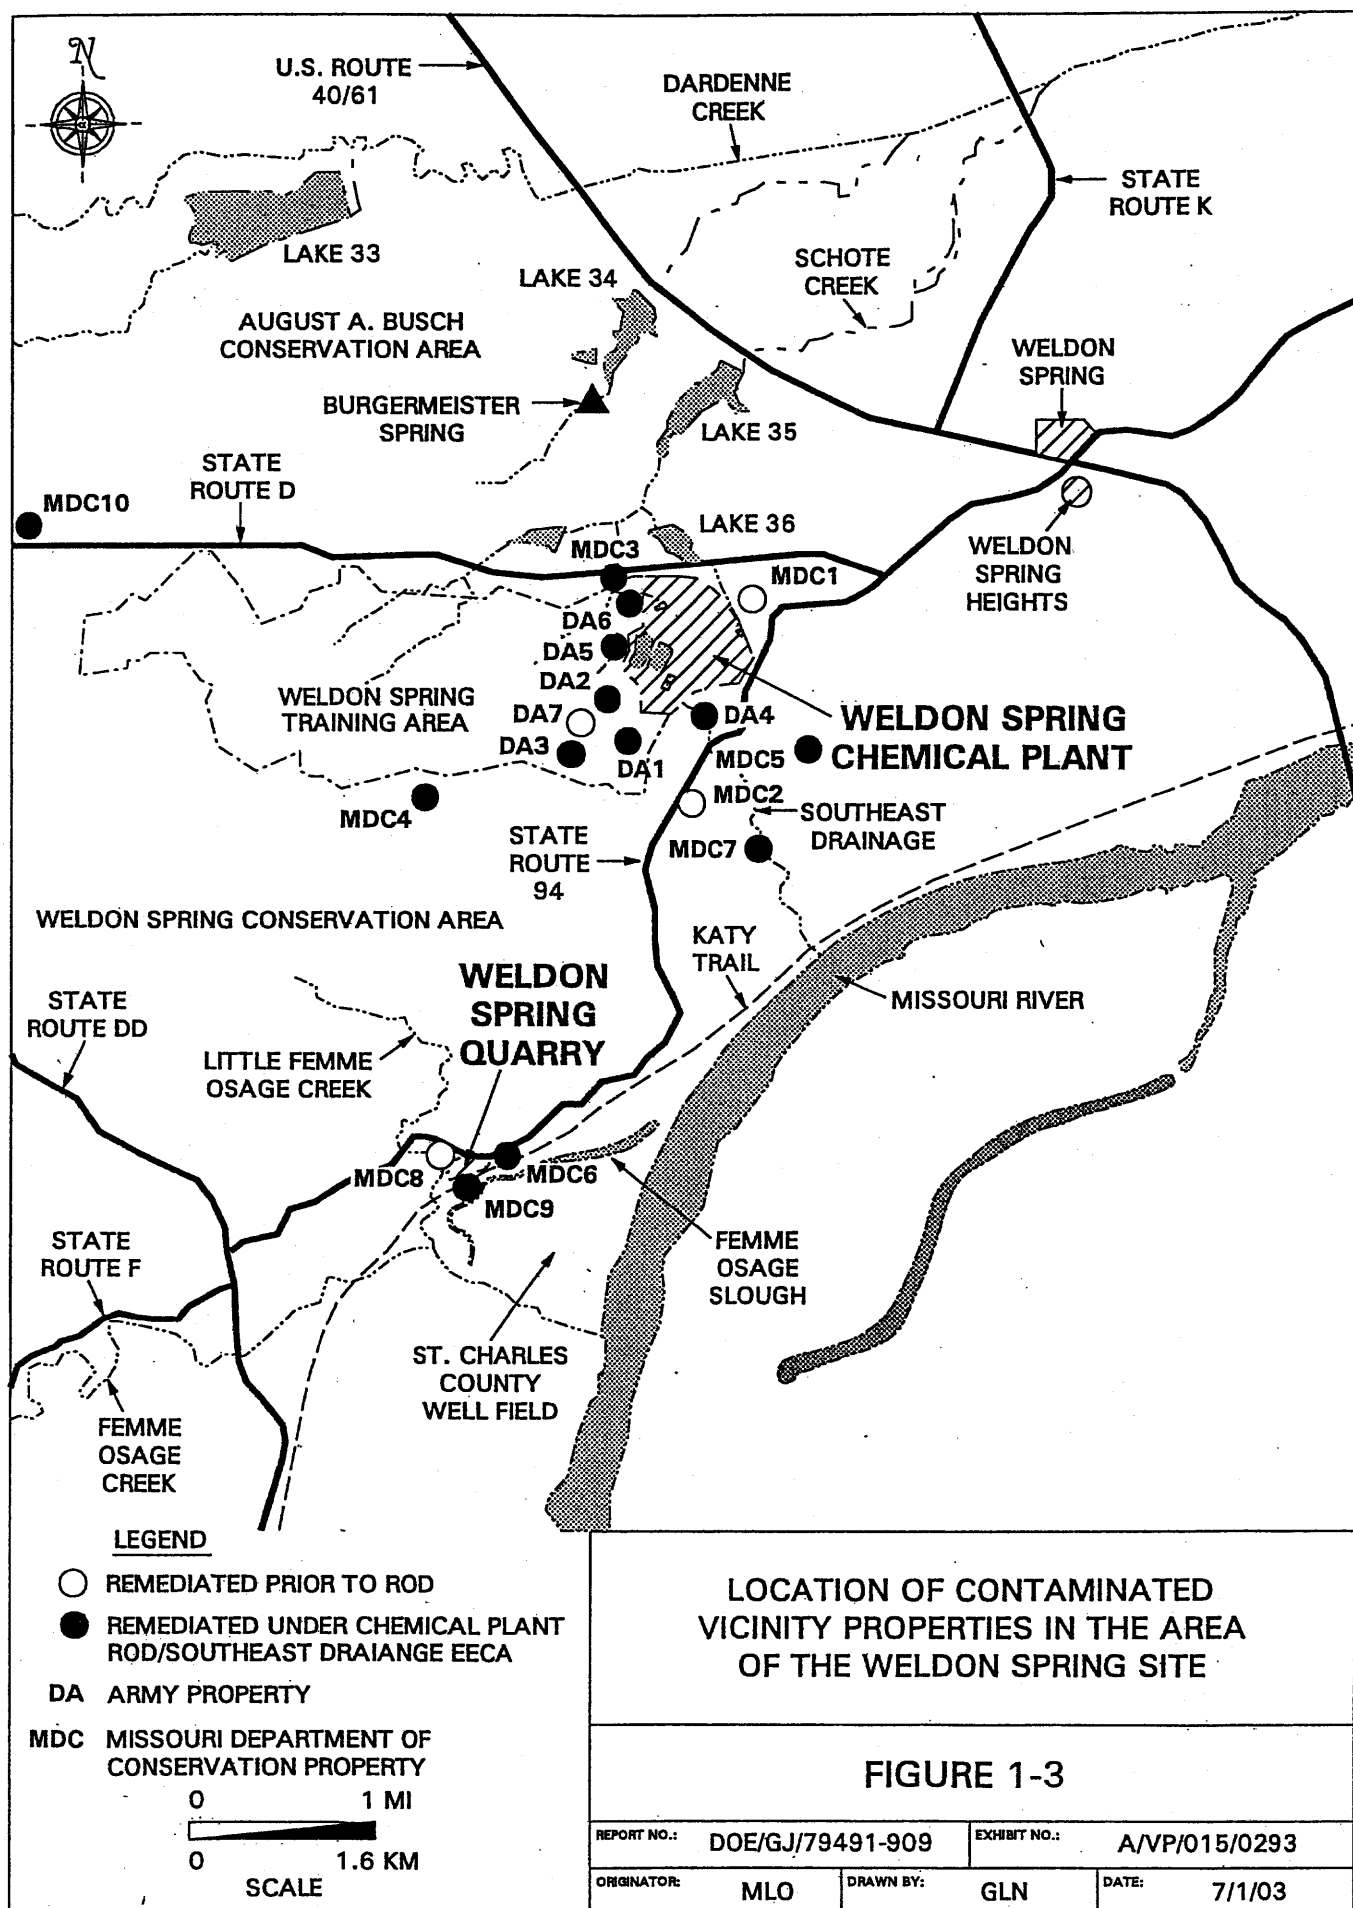 N
U.S. ROUTE
40/61
DARDENNE
CREEK
STATE
ROUTE K
LAKE 33
LAKE 34
SCHOTE
CREEK
AUGUST A. BUSCH
CONSERVATION AREA
WELDON
SPRING
BURGERMEISTER
SPRING
LAKE 35
STATE
ROUTE D
MDC10
LAKE 36
WELDON
SPRING
HEIGHTS
MDC3
MDC1
DA6
DA5
DA2
WELDON SPRING
TRAINING AREA
DA7
DA4
DA3
DA1
WELDON SPRING
CHEMICAL PLANT
MDC5
MDC2
MDC4
SOUTHEAST
DRAINAGE
STATE
ROUTE
94
MDC7
WELDON SPRING CONSERVATION AREA
KATY
TRAIL
WELDON
SPRING
QUARRY
MISSOURI RIVER
STATE
ROUTE DD
LITTLE FEMME
OSAGE CREEK
MDC8
MDC6
MDC9
STATE
ROUTE F
FEMME
OSAGE
SLOUGH
ST. CHARLES
COUNTY
WELL FIELD
FEMME
OSAGE
CREEK
LEGEND
REMEDIATED PRIOR TO ROD
REMEDIATED UNDER CHEMICAL PLANT
ROD/SOUTHEAST DRAIANGE EECA
DA ARMY PROPERTY
MDC MISSOURI DEPARTMENT OF
CONSERVATION PROPERTY
0 1 MI
0 1.6 KM
SCALE
LOCATION OF CONTAMINATED
VICINITY PROPERTIES IN THE AREA
OF THE WELDON SPRING SITE
FIGURE 1-3
REPORT NO.: DOE/GJ/79491-909 EXHIBIT NO.: A/VP/015/0293
ORIGINATOR: MLO DRAWN BY: GLN DATE: 7/1/03